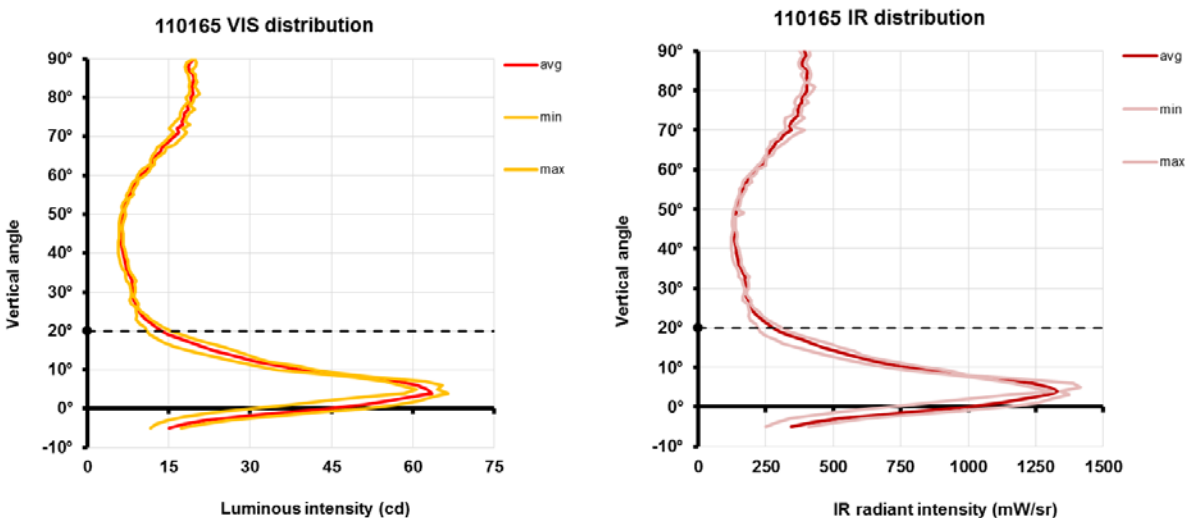 110165 VIS distribution
90º
80º
70º
60º
50º
40º
30º
20º
10º
0º
-10º
0 15 30 45 60 75
Vertical angle
Luminous intensity (cd)
avg
min
max
110165 IR distribution
90º
80º
70º
60º
50º
40º
30º
20º
10º
0º
-10º
0 250 500 750 1000 1250 1500
Vertical angle
IR radiant intensity (mW/sr)
avg
min
max